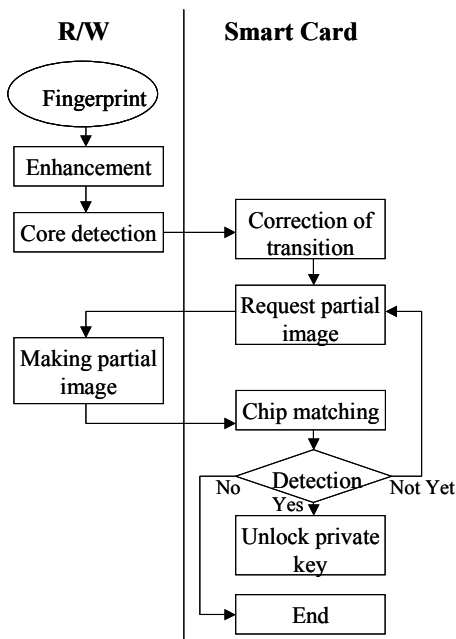 R/W
Smart Card
Fingerprint
Enhancement
Core detection
Correction of
transition
Request partial
image
Making partial
image
Chip matching
Detection
No
Not Yet
Yes
Unlock private
key
End